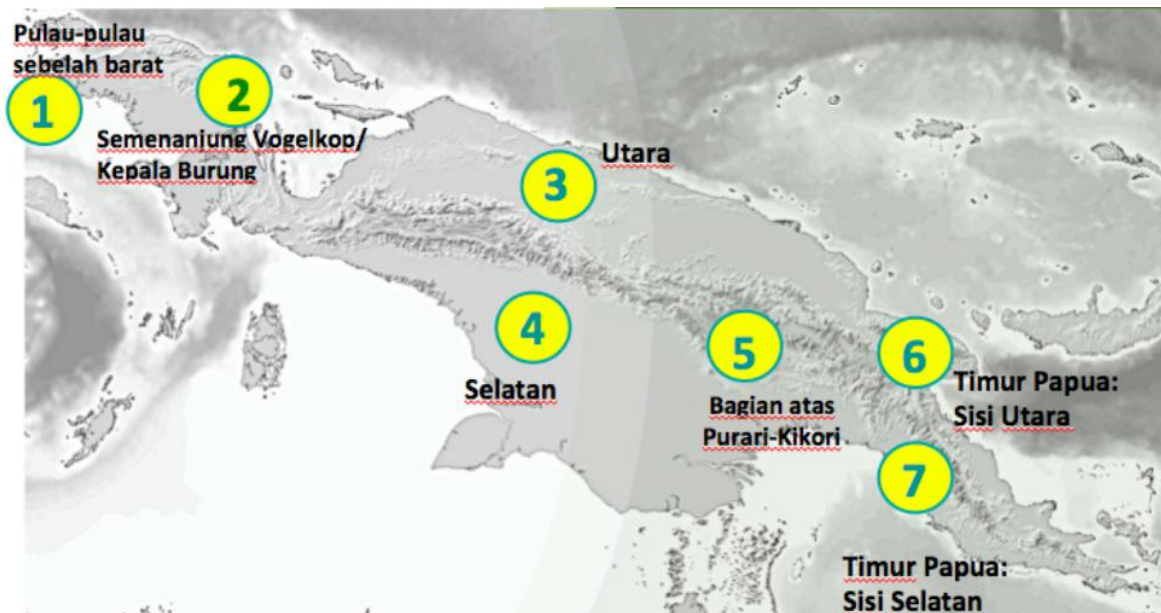 Pulau-pulau
sebelah barat
1
2
Semenanjung Vogelkop/
Kepala Burung
Utara
3
4
Selatan
5
Bagian atas
Purari-Kikori
6
Timur Papua:
Sisi Utara
7
Timur Papua:
Sisi Selatan